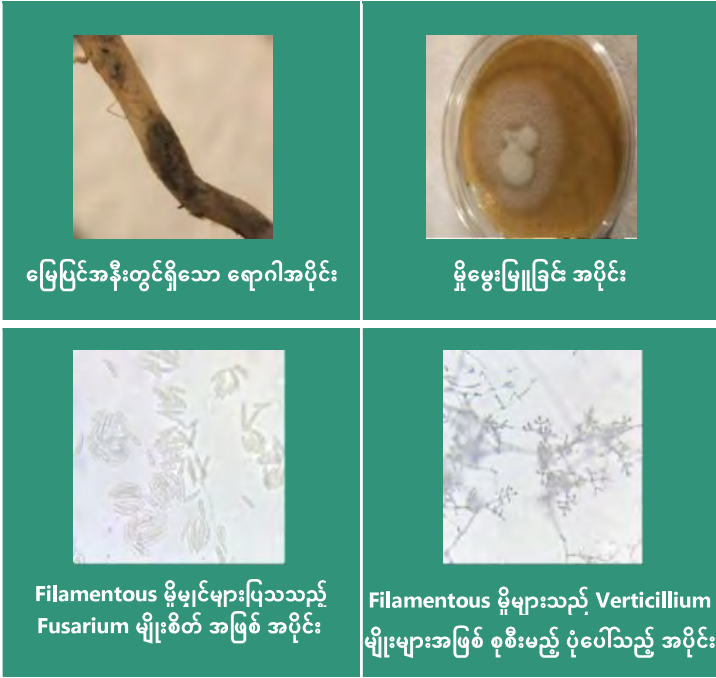 မြေပြင်အနီးတွင်ရှိသော ရောဂါအပိုင်း
မှိုမွေးမြူခြင်း အပိုင်း
Filamentous မှိုမျှင်များပြသသည့်
Fusarium မျိုးစိတ် အဖြစ် အပိုင်း
Filamentous မှိုများသည် Verticillium
မျိုးများအဖြစ် စုစီးမည့် ပုံပေါ်သည့် အပိုင်း